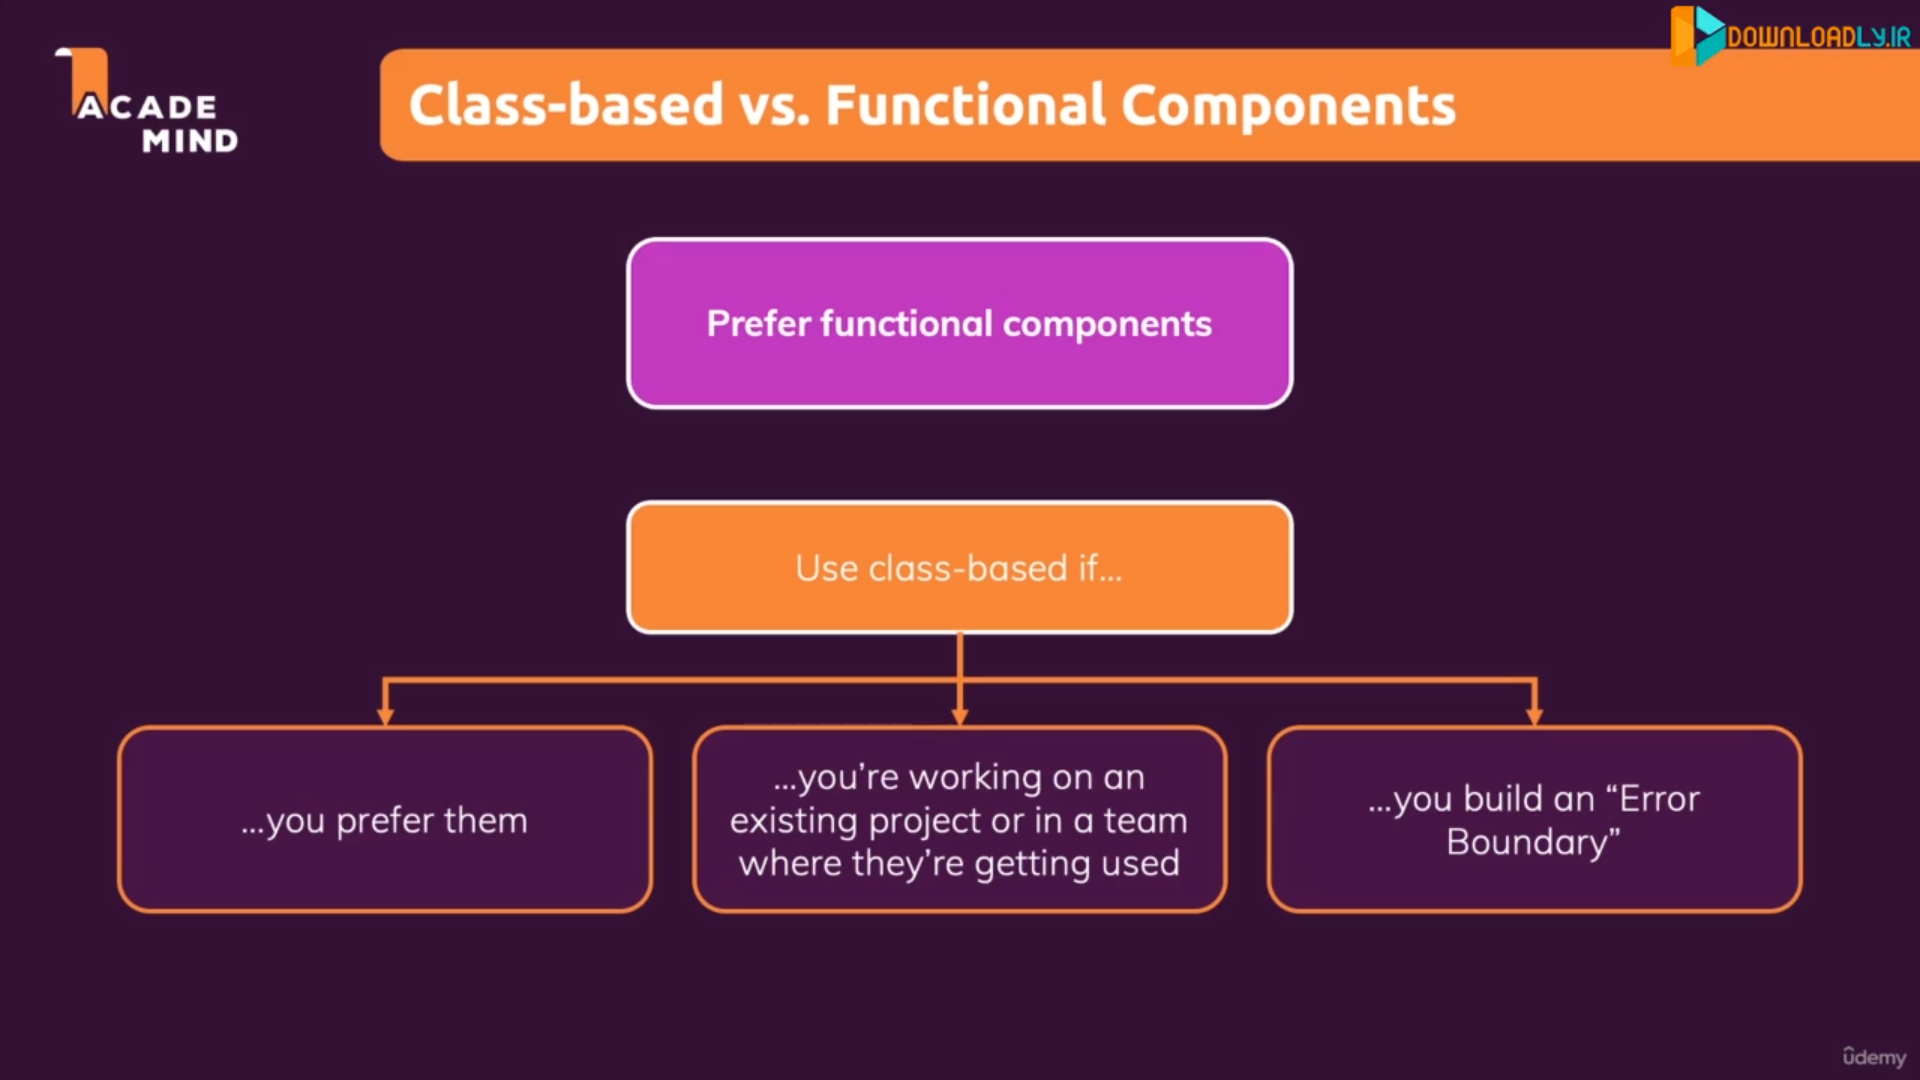 DOWNLOADLY.IR
ACADE
MIND
Class-based vs. Functional Components
Prefer functional components
Use class-based if...
...you prefer them
...you’re working on an
existing project or in a team
where they’re getting used
...you build an “Error
Boundary”
ûdemy